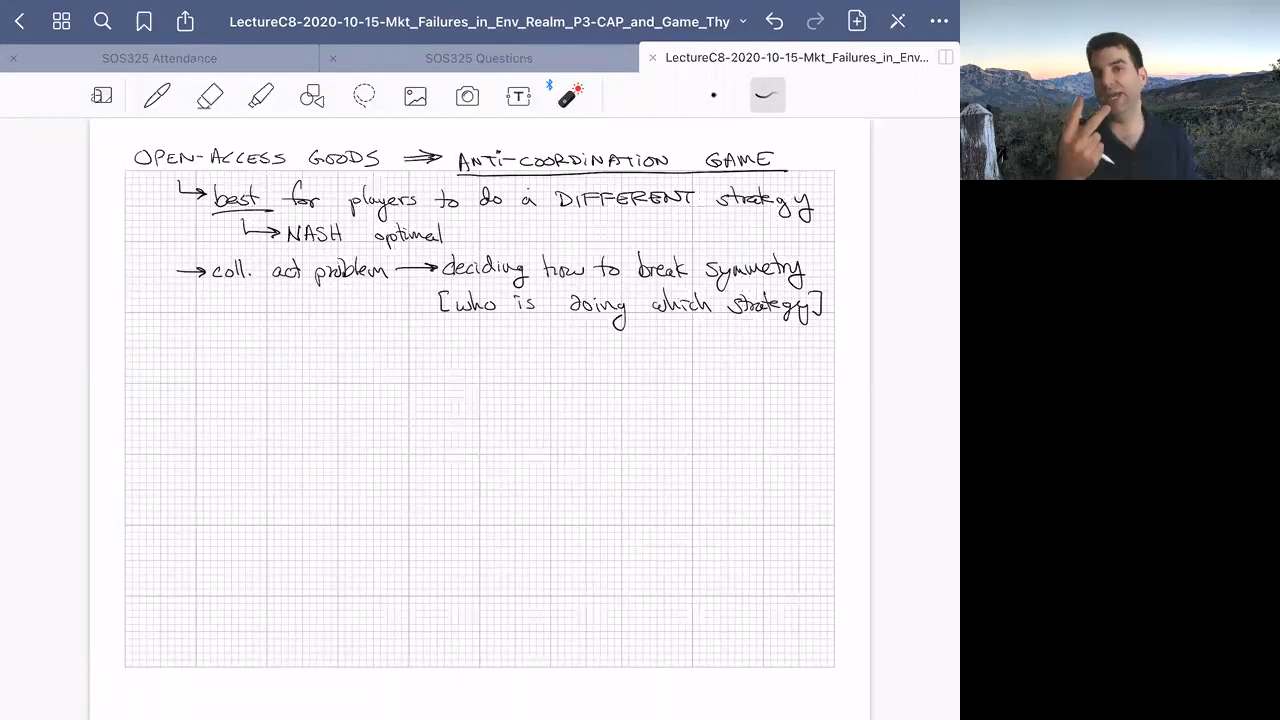 LectureC8-2020-10-15-Mkt_Failures_in_Env_Realm_P3-CAP_and_Game_Thy
SOS325 Attendance
SOS325 Questions
LectureC8-2020-10-15-Mkt_Failures_in_Env...
OPEN-ACCESS GOODS ⇒ ANTI-COORDINATION GAME
↳ best for players to do a DIFFERENT strategy
↳ NASH optimal
→ coll. act problem → deciding how to break symmetry
[who is doing which strategy]